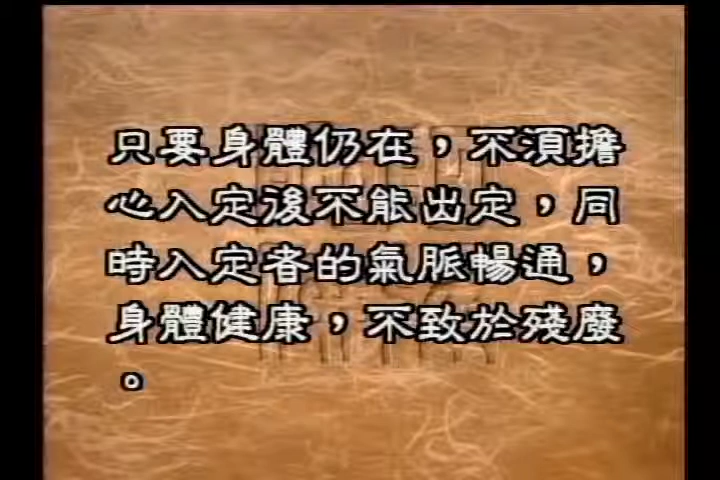 只要身體仍在，不須擔
心入定後不能出定，同
時入定者的氣脈暢通，
身體健康，不致於殘廢
。